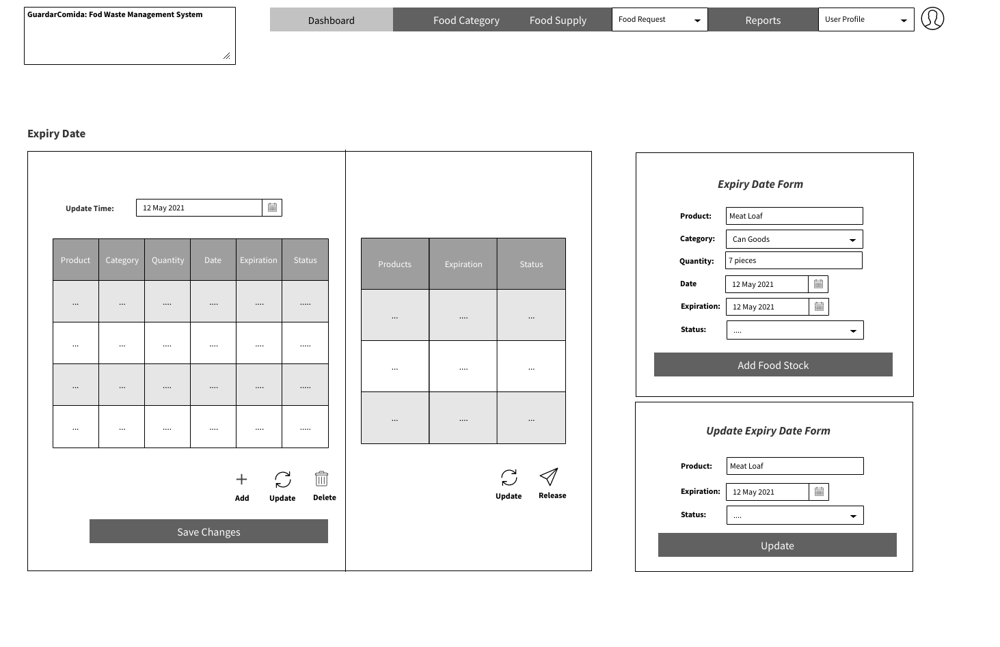 GuardarComida: Fod Waste Management System
Dashboard Food Category Food Supply Food Request Reports User Profile
Expiry Date
Update Time: 12 May 2021
Product Category Quantity Date Expiration Status
... ... .... .... .... .....
... ... .... .... .... .....
... ... .... .... .... .....
... ... .... .... .... .....
Add Update Delete
Save Changes
Products Expiration Status
... .... ...
... .... ...
... .... ...
Update Release
Expiry Date Form
Product: Meat Loaf
Category: Can Goods
Quantity: 7 pieces
Date 12 May 2021
Expiration: 12 May 2021
Status: ....
Add Food Stock
Update Expiry Date Form
Product: Meat Loaf
Expiration: 12 May 2021
Status: ....
Update